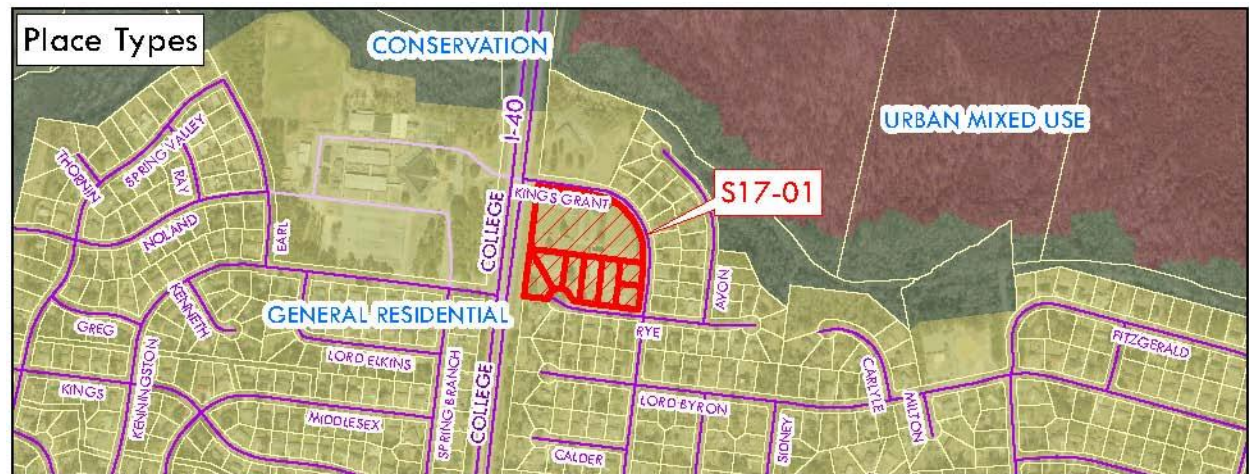 Place Types
CONSERVATION
I-40
URBAN MIXED USE
SPRING VALLEY
THORNIN
RAY
NOLAND
EARL
COLLEGE
KINGS GRANT
S17-01
KENNETH
GENERAL RESIDENTIAL
AVON
RYE
GREG
LORD ELKINS
FITZGERALD
KINGS
KENNINGSTON
MIDDLESEX
SPRING BRANCH
COLLEGE
LORD BYRON
CARLYLE
MILTON
CALDER
SIDNEY